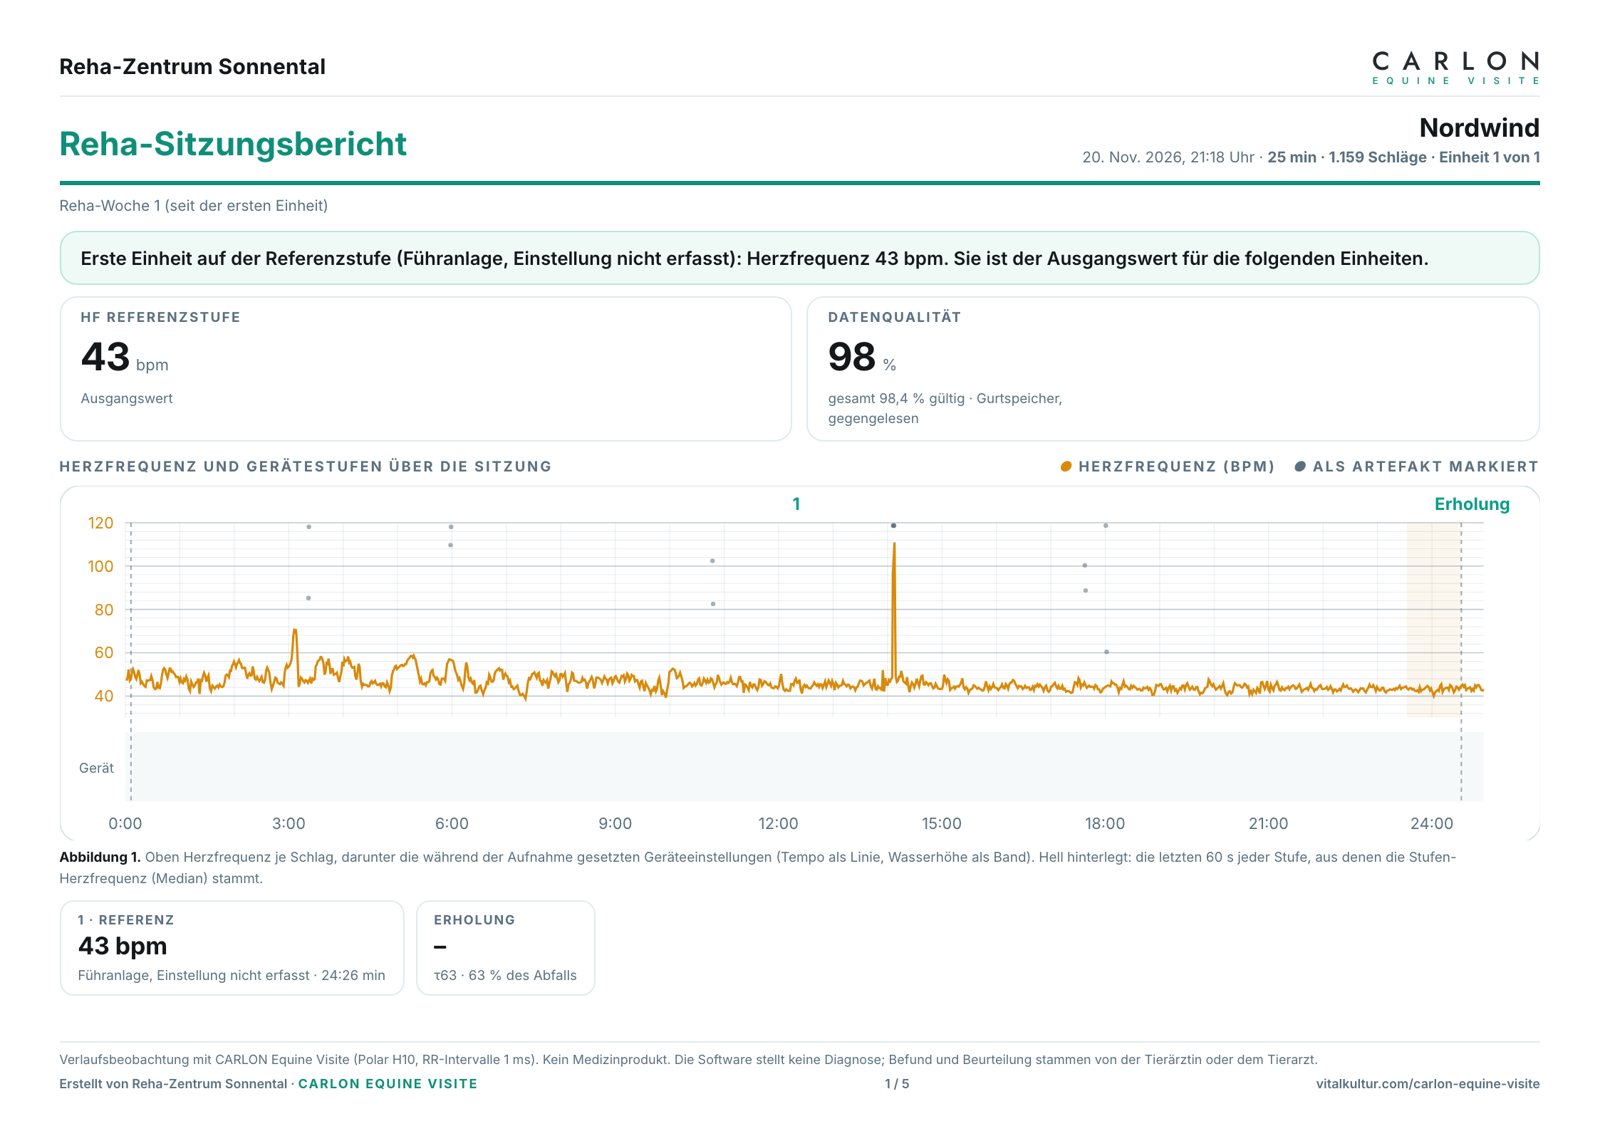 Reha-Zentrum Sonnental
CARLON
EQUINE VISITE
Reha-Sitzungsbericht
Nordwind
20. Nov. 2026, 21:18 Uhr · 25 min · 1.159 Schläge · Einheit 1 von 1
Reha-Woche 1 (seit der ersten Einheit)
Erste Einheit auf der Referenzstufe (Führanlage, Einstellung nicht erfasst): Herzfrequenz 43 bpm. Sie ist der Ausgangswert für die folgenden Einheiten.
HF REFERENZSTUFE
43 bpm
Ausgangswert
DATENQUALITÄT
98 %
gesamt 98,4 % gültig · Gurtspeicher,
gegengelesen
HERZFREQUENZ UND GERÄTESTUFEN ÜBER DIE SITZUNG
HERZFREQUENZ (BPM) ALS ARTEFAKT MARKIERT
1 Erholung
120
100
80
60
40
Gerät
0:00 3:00 6:00 9:00 12:00 15:00 18:00 21:00 24:00
Abbildung 1. Oben Herzfrequenz je Schlag, darunter die während der Aufnahme gesetzten Geräteeinstellungen (Tempo als Linie, Wasserhöhe als Band). Hell hinterlegt: die letzten 60 s jeder Stufe, aus denen die Stufen-
Herzfrequenz (Median) stammt.
1 · REFERENZ
43 bpm
Führanlage, Einstellung nicht erfasst · 24:26 min
ERHOLUNG
–
τ63 · 63 % des Abfalls
Verlaufsbeobachtung mit CARLON Equine Visite (Polar H10, RR-Intervalle 1 ms). Kein Medizinprodukt. Die Software stellt keine Diagnose; Befund und Beurteilung stammen von der Tierärztin oder dem Tierarzt.
Erstellt von Reha-Zentrum Sonnental · CARLON EQUINE VISITE
1 / 5
vitalkultur.com/carlon-equine-visite